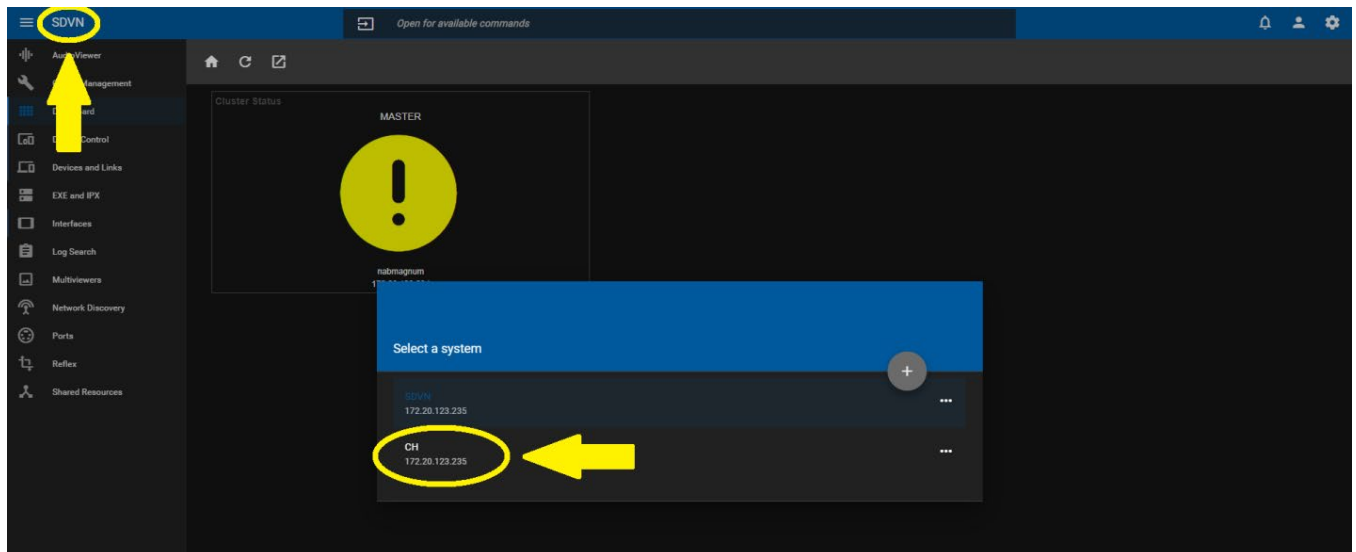 SDVN
Open for available commands
AudioViewer
Management
Dashboard
Control
Devices and Links
EXE and IPX
Interfaces
Log Search
Multiviewers
Network Discovery
Ports
Reflex
Shared Resources
Cluster Status
MASTER
nabmagnum
Select a system
+
SDVN
172.20.123.235
CH
172.20.123.235